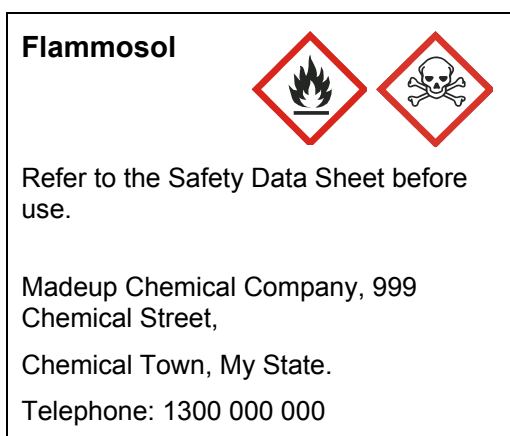 Flammosol
Refer to the Safety Data Sheet before
use.
Madeup Chemical Company, 999
Chemical Street,
Chemical Town, My State.
Telephone: 1300 000 000